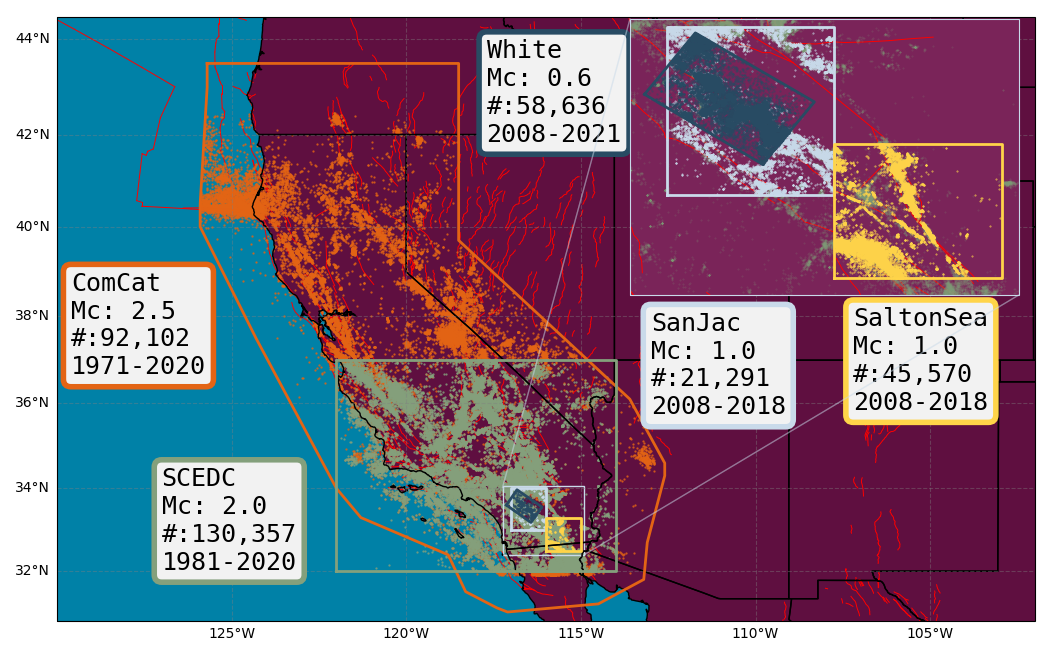 44°N
42°N
40°N
38°N
36°N
34°N
32°N
125°W
120°W
115°W
110°W
105°W
White
Mc: 0.6
#:58,636
2008-2021
ComCat
Mc: 2.5
#:92,102
1971-2020
SanJac
Mc: 1.0
#:21,291
2008-2018
SaltonSea
Mc: 1.0
#:45,570
2008-2018
SCEDC
Mc: 2.0
#:130,357
1981-2020